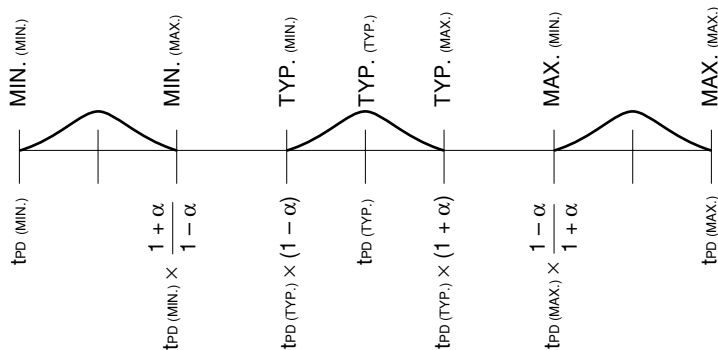 MIN. (MIN.)
MIN. (MAX.)
TYP. (MIN.)
TYP. (TYP.)
TYP. (MAX.)
MAX. (MIN.)
MAX. (MAX.)
tPD (MIN.)
tPD (MIN.) × 1 + α / 1 − α
tPD (TYP.) × (1 − α)
tPD (TYP.)
tPD (TYP.) × (1 + α)
tPD (MAX.) × 1 − α / 1 + α
tPD (MAX.)